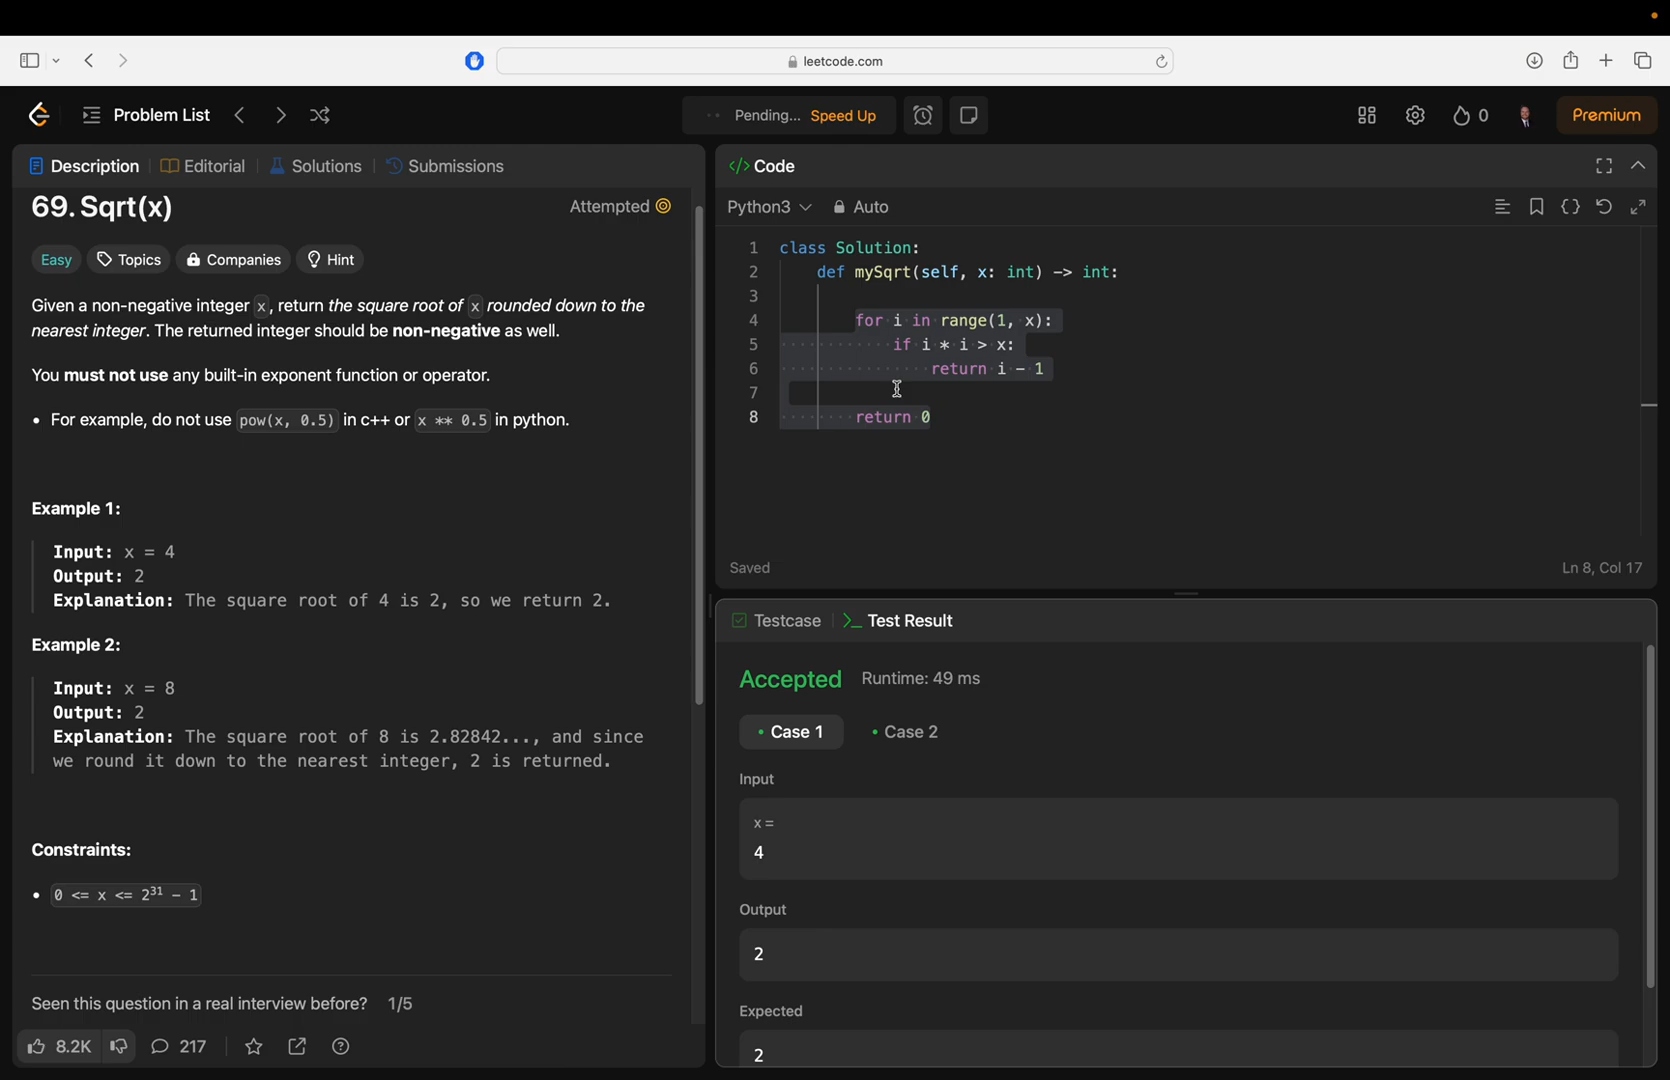 leetcode.com
Problem List
Pending... Speed Up
0
Premium
Description
Editorial
Solutions
Submissions
69. Sqrt(x)
Attempted
Easy
Topics
Companies
Hint
Given a non-negative integer x, return the square root of x rounded down to the
nearest integer. The returned integer should be non-negative as well.
You must not use any built-in exponent function or operator.
• For example, do not use pow(x, 0.5) in c++ or x ** 0.5 in python.
Example 1:
Input: x = 4
Output: 2
Explanation: The square root of 4 is 2, so we return 2.
Example 2:
Input: x = 8
Output: 2
Explanation: The square root of 8 is 2.82842..., and since
we round it down to the nearest integer, 2 is returned.
Constraints:
• 0 <= x <= 2³¹ - 1
Seen this question in a real interview before? 1/5
8.2K
217
</> Code
Python3
Auto
1 class Solution:
2 def mySqrt(self, x: int) -> int:
3
4 for i in range(1, x):
5 if i * i > x:
6 return i - 1
7
8 return 0
Saved
Ln 8, Col 17
Testcase
>_ Test Result
Accepted
Runtime: 49 ms
• Case 1
• Case 2
Input
x =
4
Output
2
Expected
2